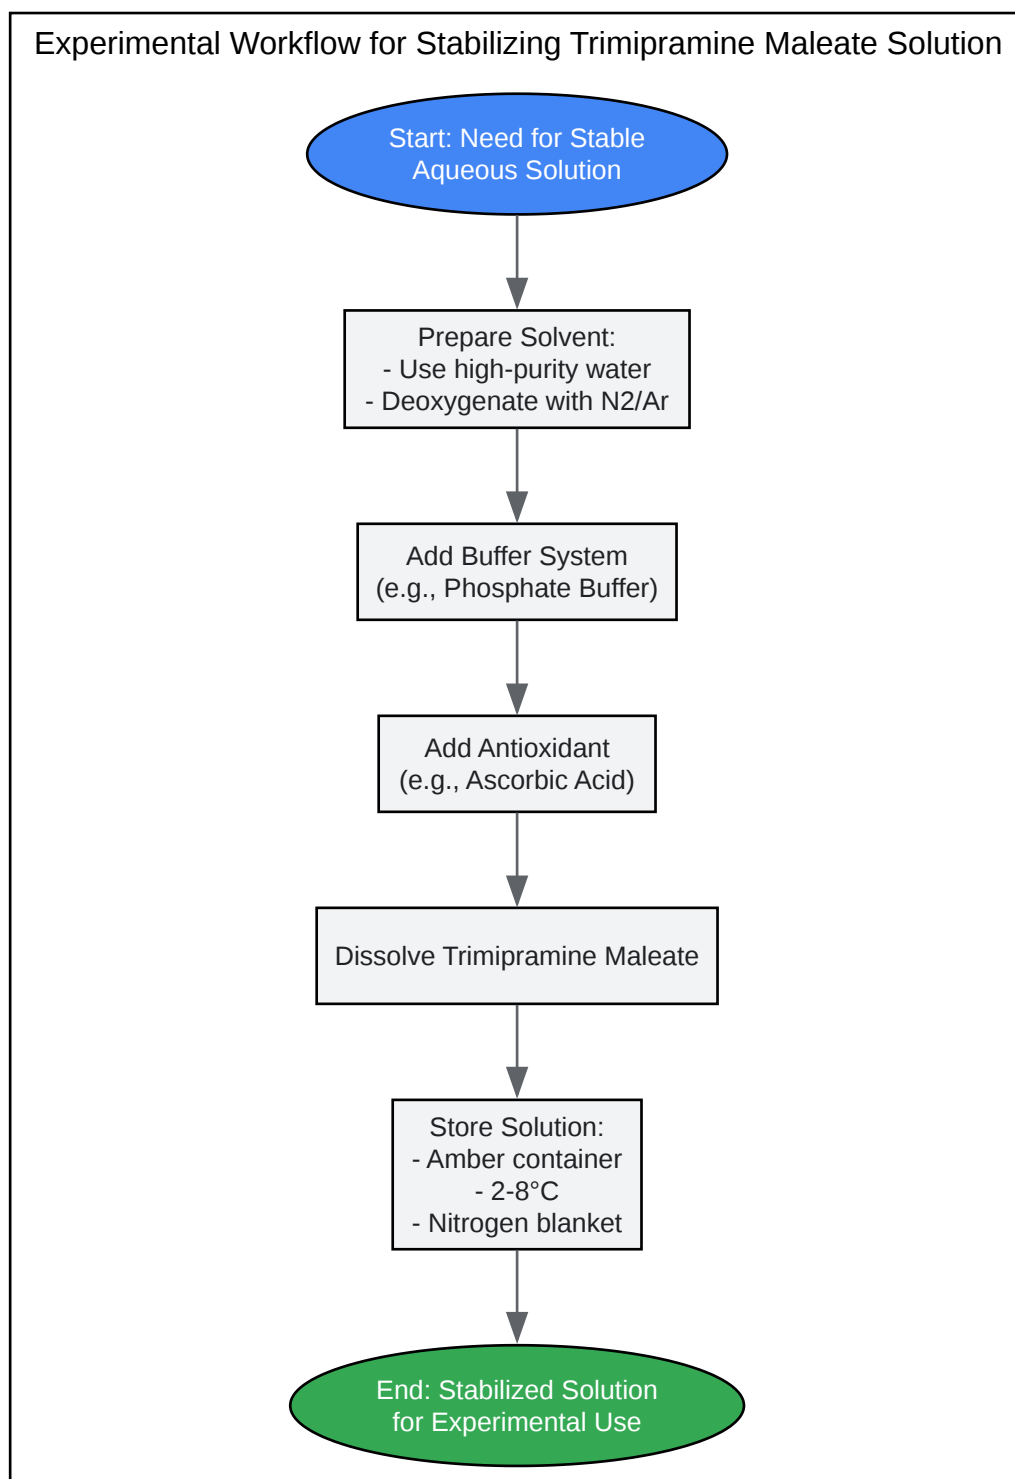 Experimental Workflow for Stabilizing Trimipramine Maleate Solution
Start: Need for Stable
Aqueous Solution
Prepare Solvent:
- Use high-purity water
- Deoxygenate with N2/Ar
Add Buffer System
(e.g., Phosphate Buffer)
Add Antioxidant
(e.g., Ascorbic Acid)
Dissolve Trimipramine Maleate
Store Solution:
- Amber container
- 2-8°C
- Nitrogen blanket
End: Stabilized Solution
for Experimental Use